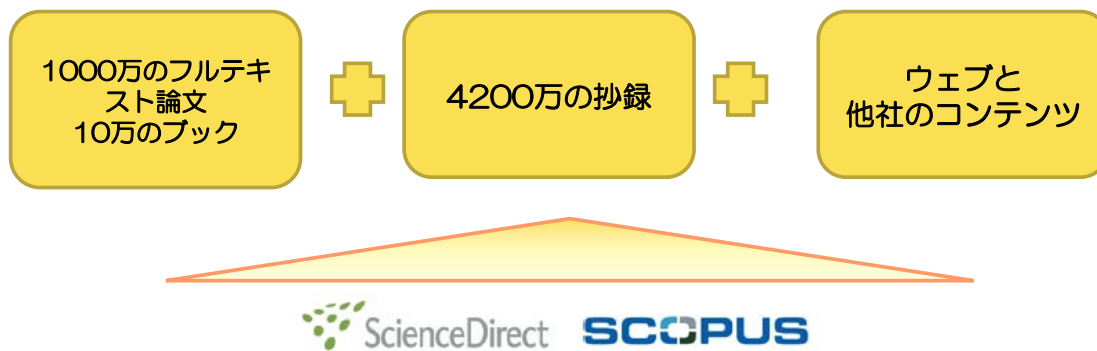 1000万のフルテキ
スト論文
10万のブック
4200万の抄録
ウェブと
他社のコンテンツ
ScienceDirect
SCOPUS